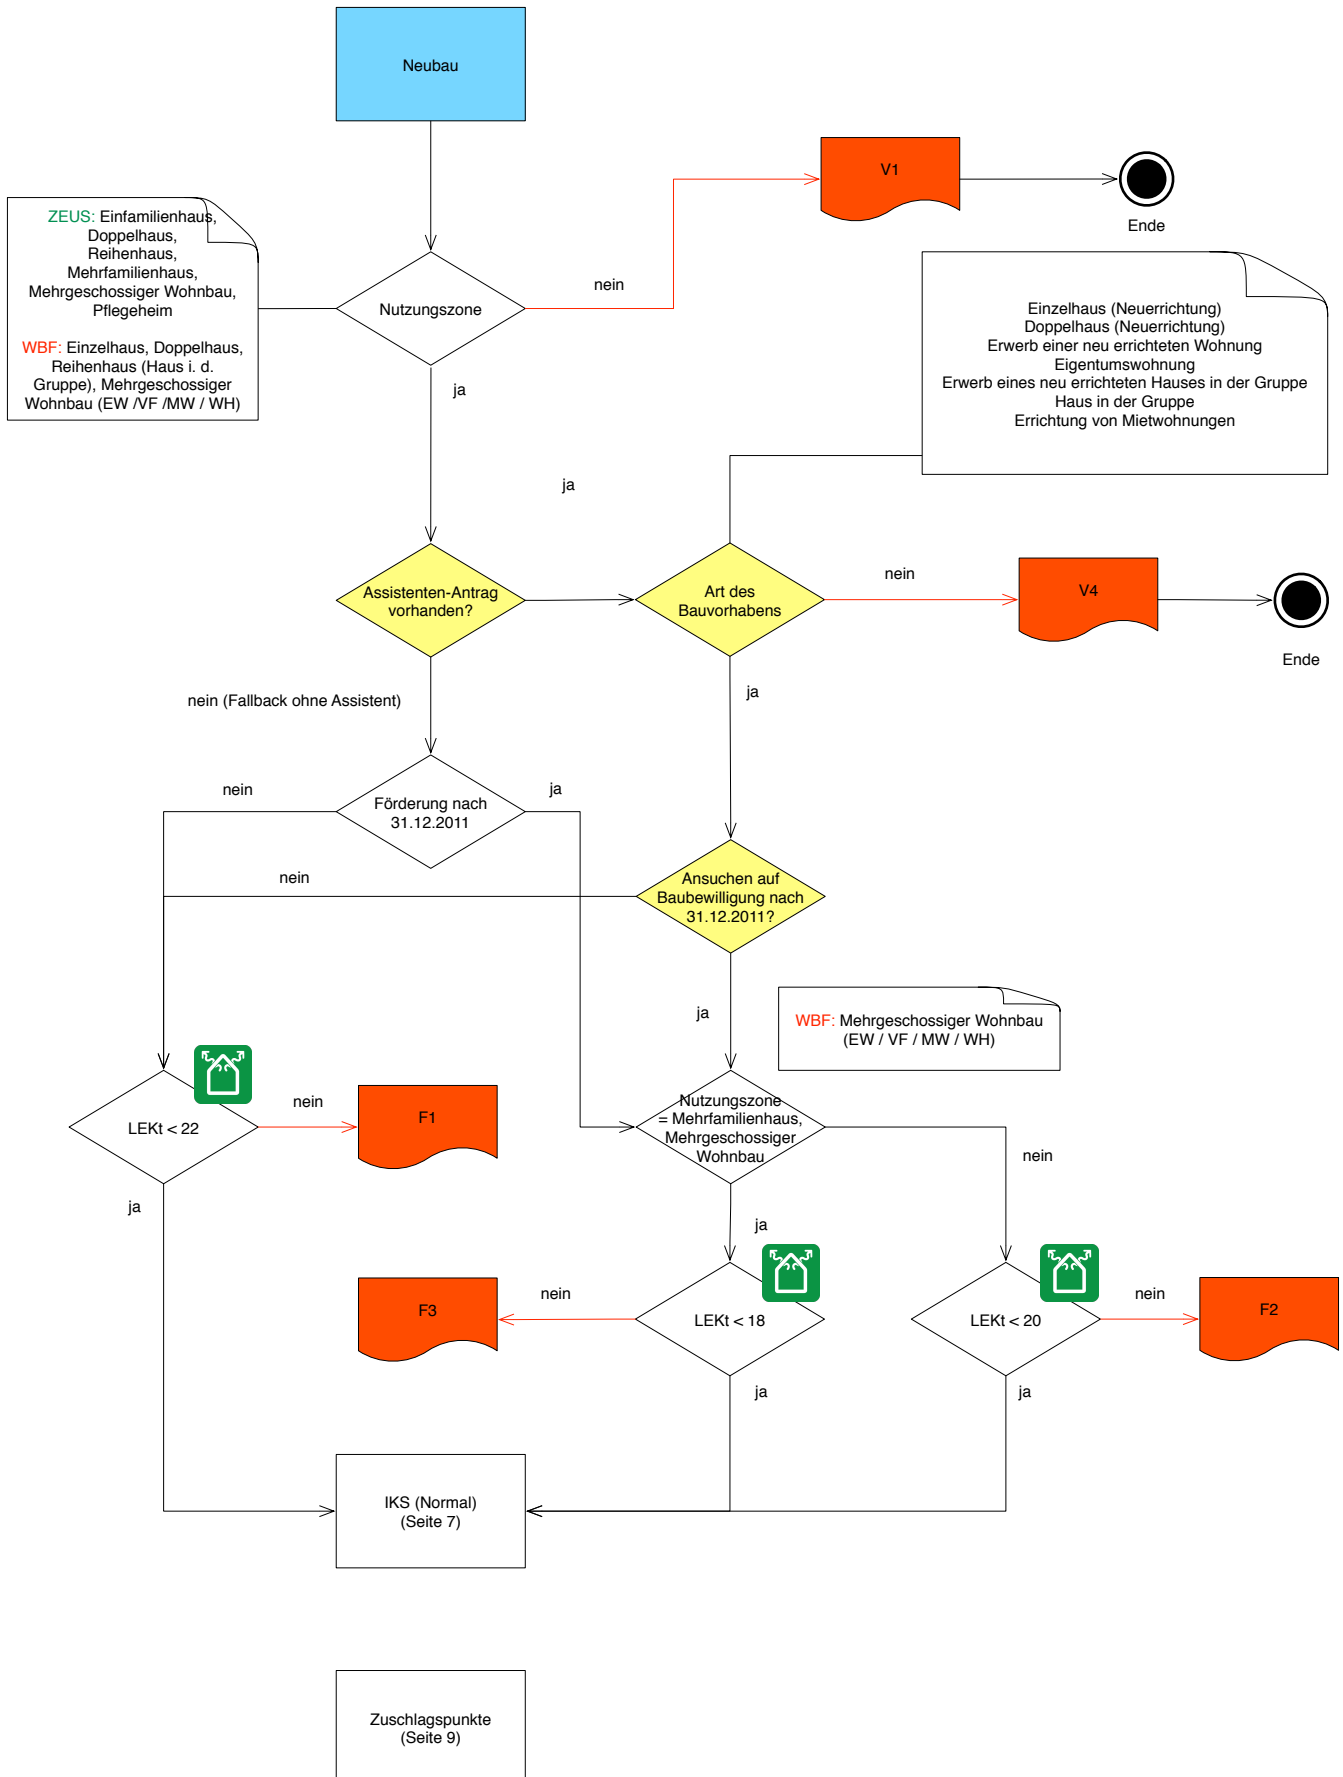 Neubau
V1
Ende
ZEUS: Einfamilienhaus,
Doppelhaus,
Reihenhaus,
Mehrfamilienhaus,
Mehrgeschossiger Wohnbau,
Pflegeheim
WBF: Einzelhaus, Doppelhaus,
Reihenhaus (Haus i. d.
Gruppe), Mehrgeschossiger
Wohnbau (EW /VF /MW / WH)
Nutzungszone
nein
ja
Einzelhaus (Neuerrichtung)
Doppelhaus (Neuerrichtung)
Erwerb einer neu errichteten Wohnung
Eigentumswohnung
Erwerb eines neu errichteten Hauses in der Gruppe
Haus in der Gruppe
Errichtung von Mietwohnungen
ja
Assistenten-Antrag
vorhanden?
Art des
Bauvorhabens
nein
V4
Ende
nein (Fallback ohne Assistent)
ja
nein
Förderung nach
31.12.2011
ja
nein
Ansuchen auf
Baubewilligung nach
31.12.2011?
ja
WBF: Mehrgeschossiger Wohnbau
(EW / VF / MW / WH)
LEKt < 22
nein
F1
ja
Nutzungszone
= Mehrfamilienhaus,
Mehrgeschossiger
Wohnbau
nein
ja
F3
nein
LEKt < 18
LEKt < 20
nein
F2
ja
ja
IKS (Normal)
(Seite 7)
Zuschlagspunkte
(Seite 9)